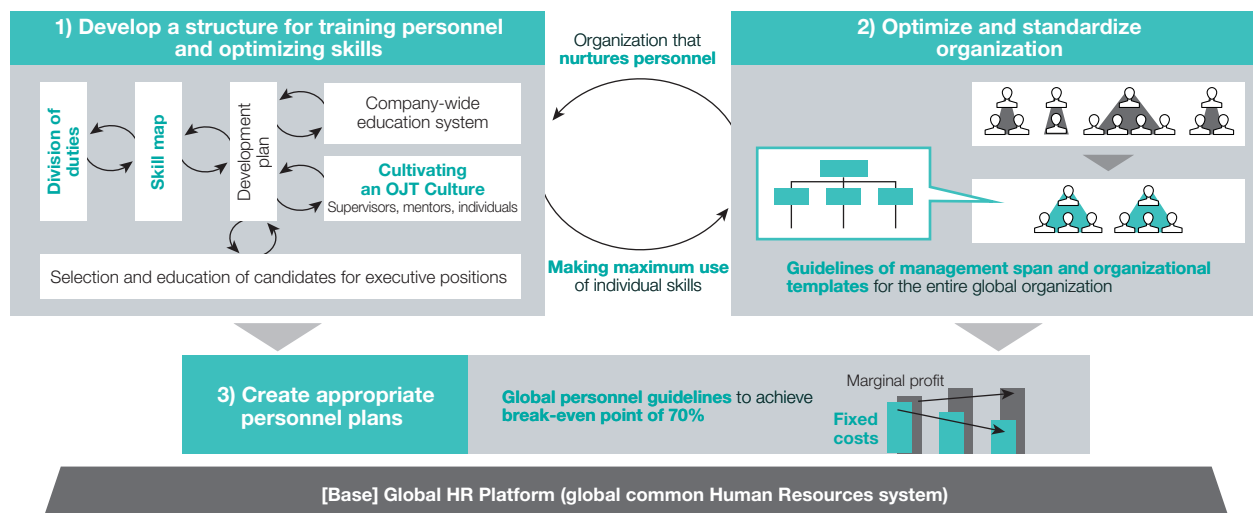 1) Develop a structure for training personnel
and optimizing skills
Division of
duties
Skill map
Development
plan
Company-wide
education system
Cultivating
an OJT Culture
Supervisors, mentors, individuals
Selection and education of candidates for executive positions
Organization that
nurtures personnel
Making maximum use
of individual skills
2) Optimize and standardize
organization
Guidelines of management span and organizational
templates for the entire global organization
3) Create appropriate
personnel plans
Global personnel guidelines to achieve
break-even point of 70%
Marginal profit
Fixed
costs
[Base] Global HR Platform (global common Human Resources system)